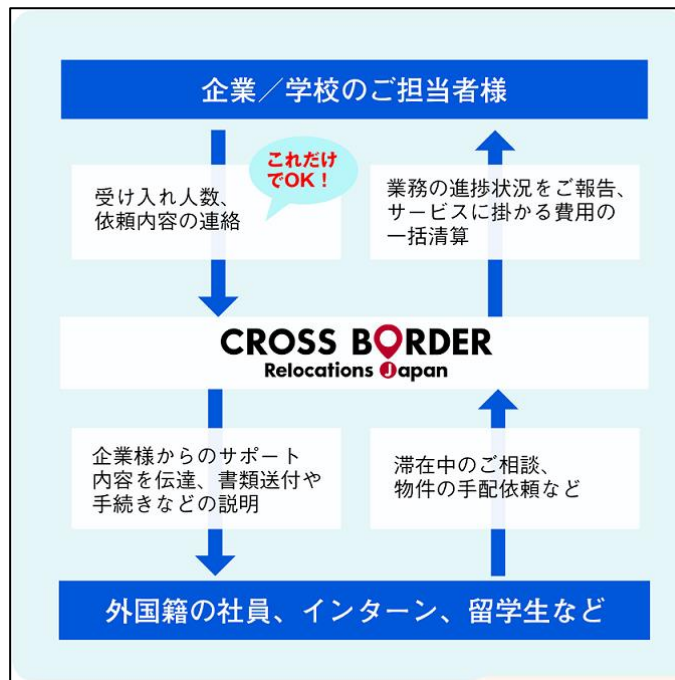 企業／学校のご担当者様
これだけ
でOK！
受け入れ人数、
依頼内容の連絡
業務の進捗状況をご報告、
サービスに掛かる費用の
一括清算
CROSS BORDER
Relocations Japan
企業様からのサポート
内容を伝達、書類送付や
手続きなどの説明
滞在中のご相談、
物件の手配依頼など
外国籍の社員、インターン、留学生など